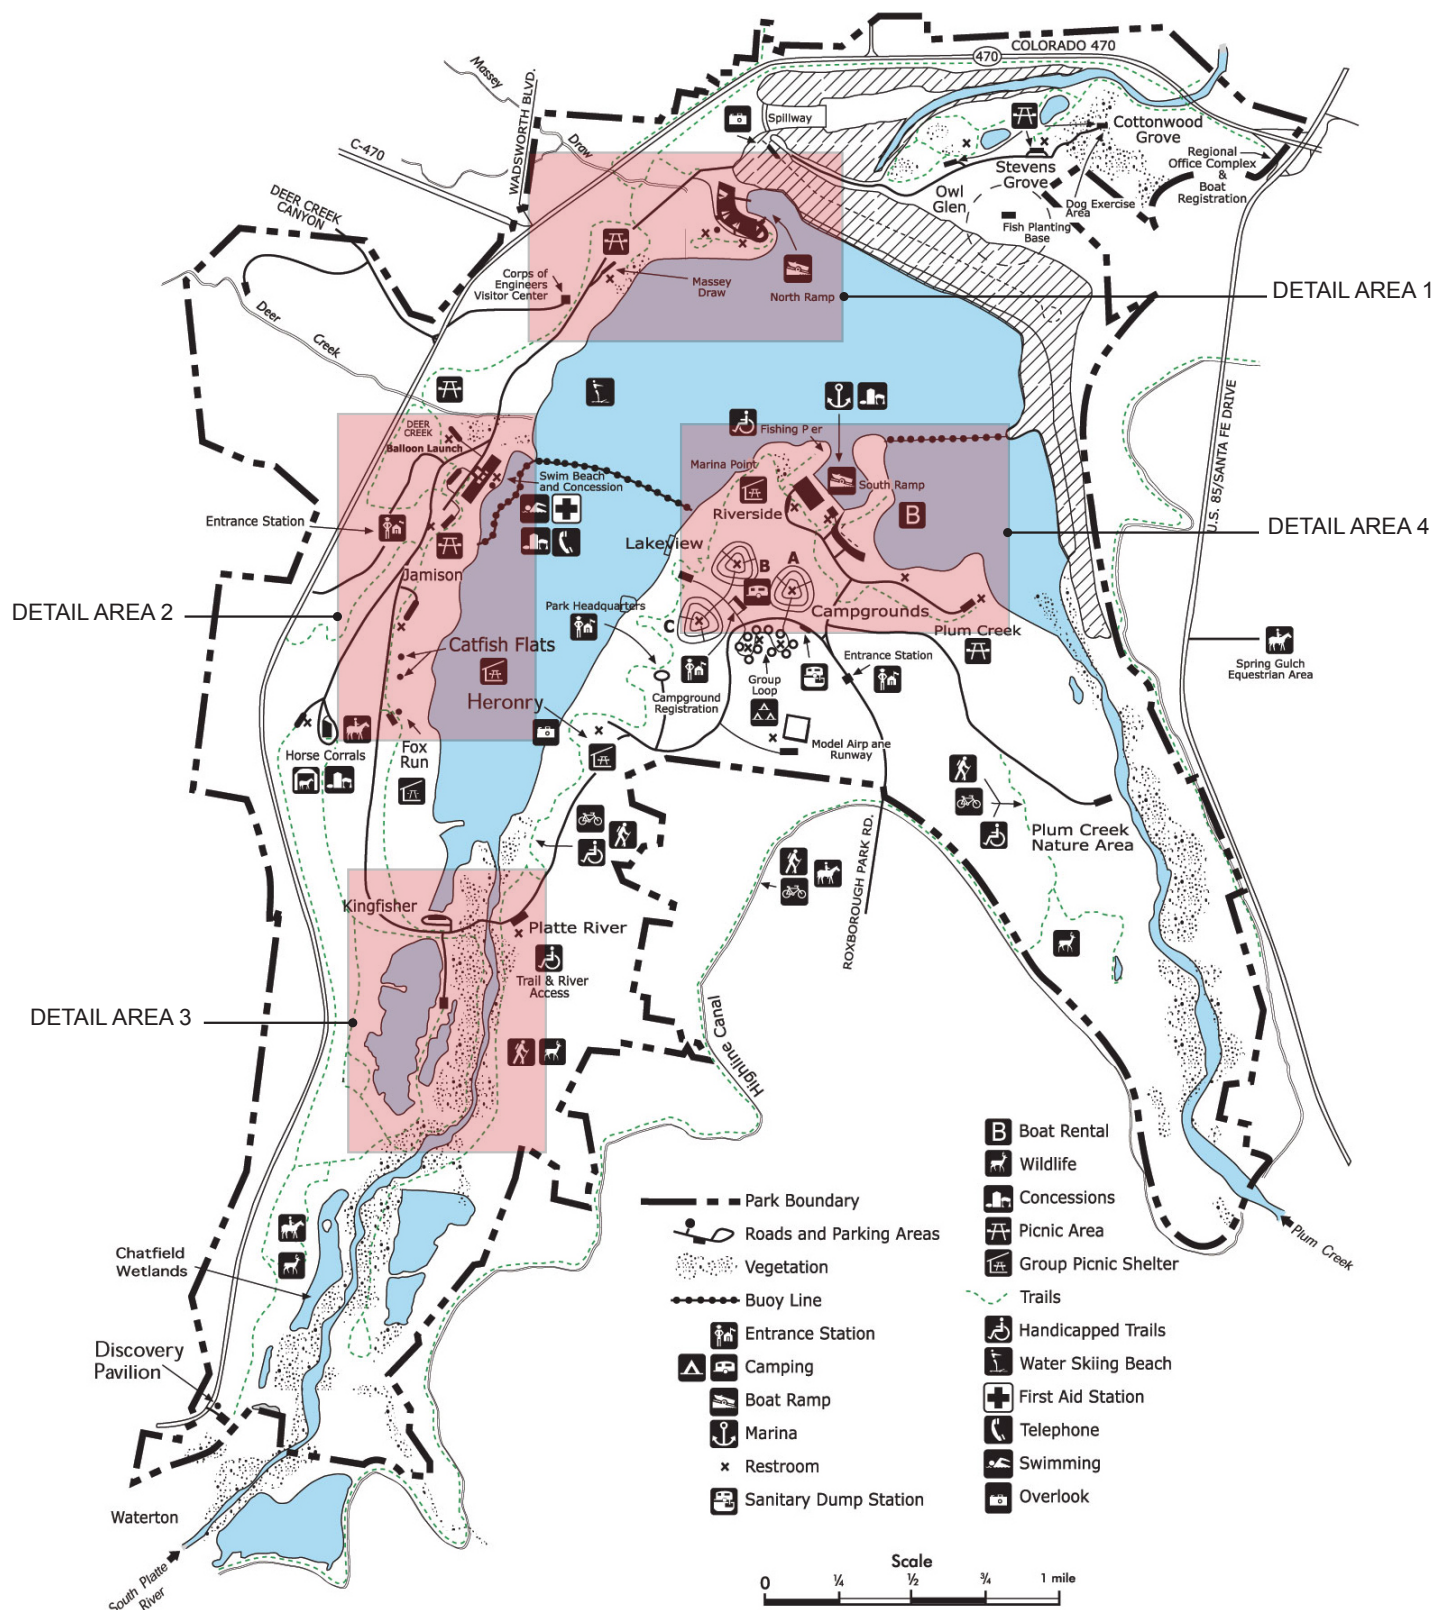 COLORADO 470
470
Massey
Draw
WADSWORTH BLVD.
C-470
DEER CREEK
CANYON
Spillway
Cottonwood
Grove
Stevens
Grove
Owl
Glen
Dog Exercise
Area
Fish Planting
Base
Regional
Office Complex
&
Boat
Registration
Corps of
Engineers
Visitor Center
Massey
Draw
North Ramp
DETAIL AREA 1
Deer
Creek
DEER
CREEK
Balloon Launch
Swim Beach
and Concession
Entrance Station
Jamison
Fishing P er
Marina Point
South Ramp
Riverside
B
U.S. 85/SANTA FE DRIVE
DETAIL AREA 4
Lakeview
B
A
C
Campgrounds
Park Headquarters
DETAIL AREA 2
Catfish Flats
Heronry
Plum Creek
Entrance Station
Group
Loop
Campground
Registration
Model Airp ane
Runway
Spring Gulch
Equestrian Area
Horse Corrals
Fox
Run
Plum Creek
Nature Area
ROXBOROUGH PARK RD.
Kingfisher
Platte River
Trail & River
Access
DETAIL AREA 3
Highline Canal
Chatfield
Wetlands
Discovery
Pavilion
Waterton
South Platte
River
Plum Creek
Park Boundary
Roads and Parking Areas
Vegetation
Buoy Line
Entrance Station
Camping
Boat Ramp
Marina
Restroom
Sanitary Dump Station
B Boat Rental
Wildlife
Concessions
Picnic Area
Group Picnic Shelter
Trails
Handicapped Trails
Water Skiing Beach
First Aid Station
Telephone
Swimming
Overlook
Scale
0 ¼ ½ ¾ 1 mile